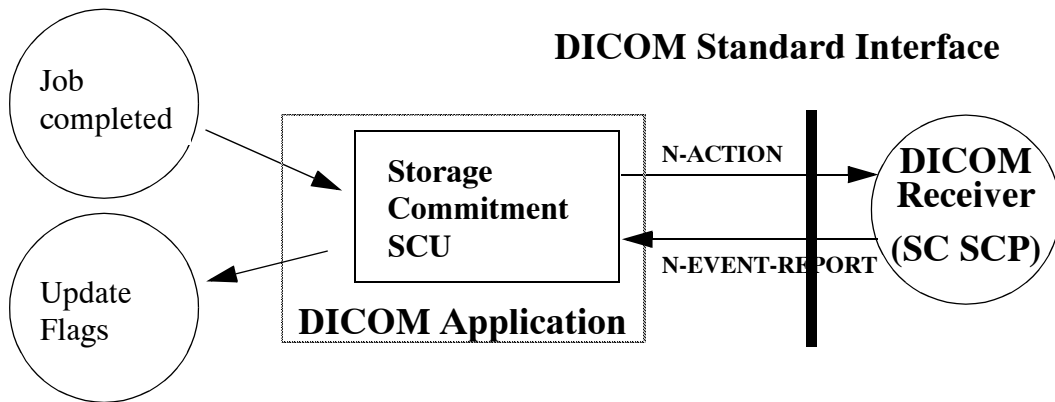 DICOM Standard Interface
Job
completed
Storage
Commitment
SCU
N-ACTION
DICOM
Receiver
(SC SCP)
N-EVENT-REPORT
Update
Flags
DICOM Application